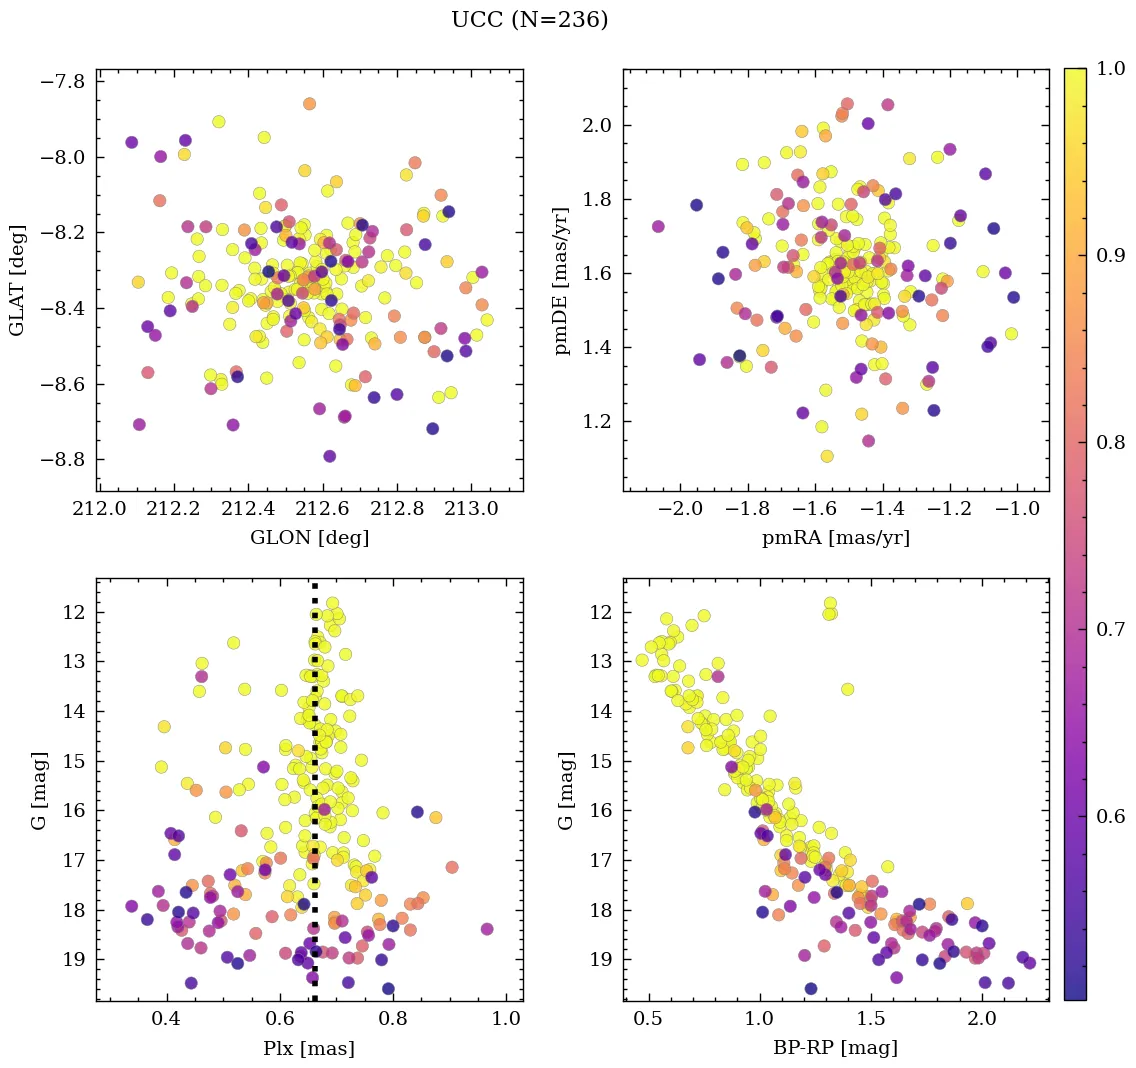 UCC (N=236)
−7.8
−8.0
−8.2
−8.4
−8.6
−8.8
GLAT [deg]
212.0 212.2 212.4 212.6 212.8 213.0
GLON [deg]
2.0
1.8
1.6
1.4
1.2
pmDE [mas/yr]
−2.0 −1.8 −1.6 −1.4 −1.2 −1.0
pmRA [mas/yr]
12
13
14
15
16
17
18
19
G [mag]
0.4 0.6 0.8 1.0
Plx [mas]
12
13
14
15
16
17
18
19
G [mag]
0.5 1.0 1.5 2.0
BP-RP [mag]
1.0
0.9
0.8
0.7
0.6